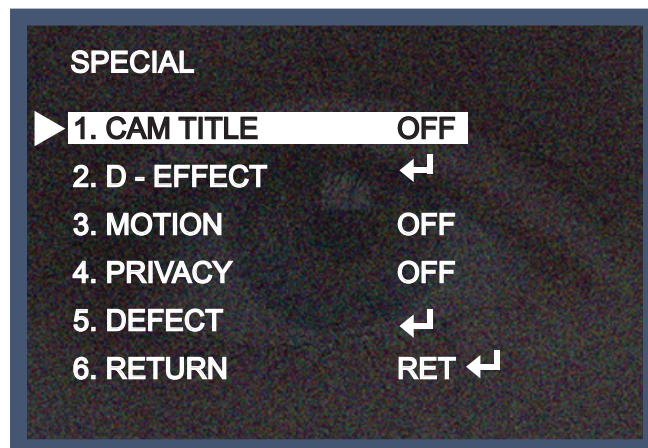 SPECIAL
1. CAM TITLE OFF
2. D - EFFECT ↵
3. MOTION OFF
4. PRIVACY OFF
5. DEFECT ↵
6. RETURN RET ↵